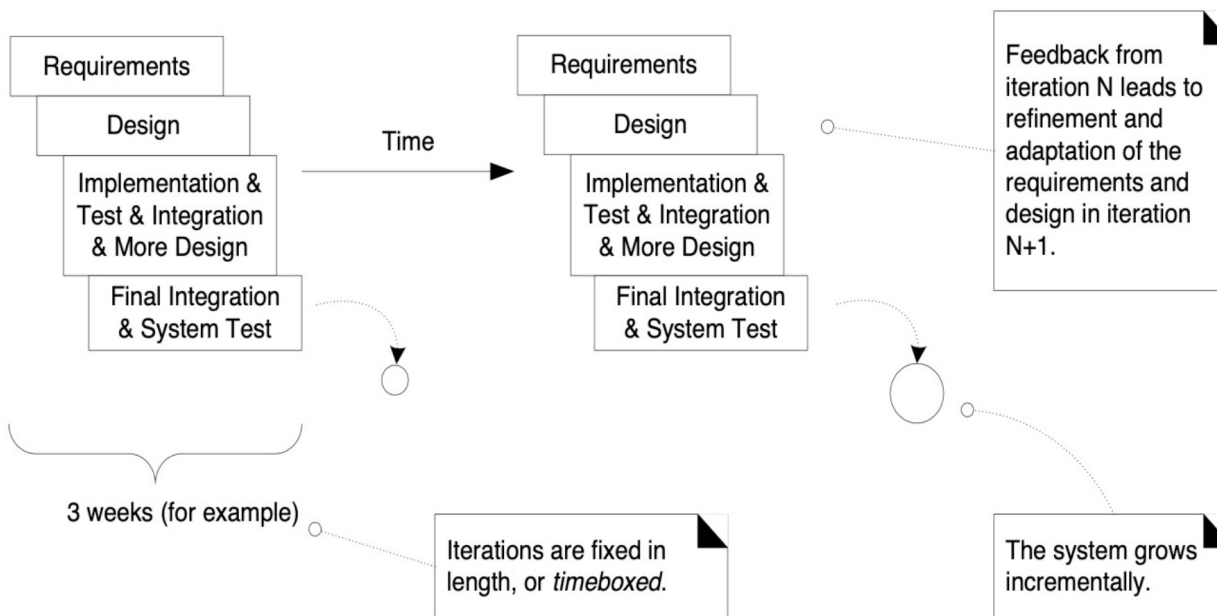 Requirements
Design
Implementation &
Test & Integration
& More Design
Final Integration
& System Test
Time
Requirements
Design
Implementation &
Test & Integration
& More Design
Final Integration
& System Test
Feedback from
iteration N leads to
refinement and
adaptation of the
requirements and
design in iteration
N+1.
3 weeks (for example)
Iterations are fixed in
length, or timeboxed.
The system grows
incrementally.